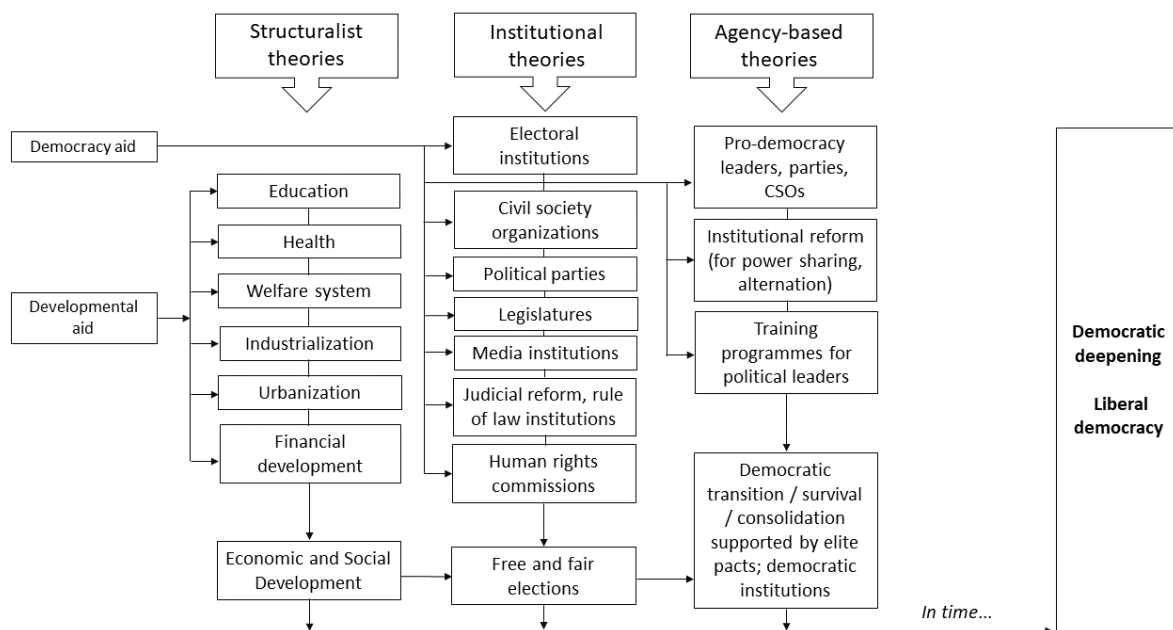 Structuralist
theories
Institutional
theories
Agency-based
theories
Democracy aid
Developmental
aid
Education
Health
Welfare system
Industrialization
Urbanization
Financial
development
Economic and Social
Development
Electoral
institutions
Civil society
organizations
Political parties
Legislatures
Media institutions
Judicial reform, rule
of law institutions
Human rights
commissions
Free and fair
elections
Pro-democracy
leaders, parties,
CSOs
Institutional reform
(for power sharing,
alternation)
Training
programmes for
political leaders
Democratic
transition / survival
/ consolidation
supported by elite
pacts; democratic
institutions
In time...
Democratic
deepening
Liberal
democracy